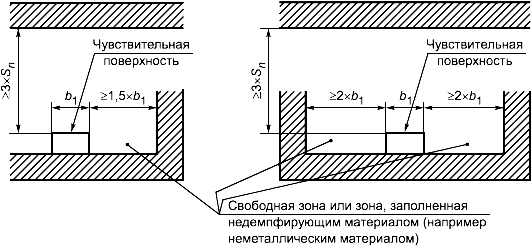 Чувствительная
поверхность
≥3×Sn
b1
≥1,5×b1
Чувствительная
поверхность
≥3×Sn
≥2×b1
b1
≥2×b1
Свободная зона или зона, заполненная
недемпфирующим материалом (например
неметаллическим материалом)